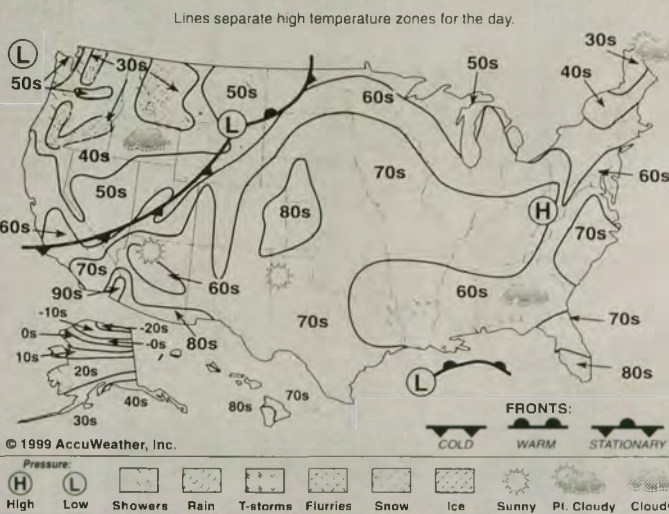 Lines separate high temperature zones for the day.
L
50s
30s
50s
60s
50s
30s
40s
L
40s
70s
60s
50s
80s
H
60s
70s
70s
60s
60s
90s
70s
70s
80s
80s
-10s
-20s
0s
-0s
10s
20s
40s
30s
80s
70s
L
FRONTS:
COLD WARM STATIONARY
© 1999 AccuWeather, Inc.
Pressure:
H L
High Low Showers Rain T-storms Flurries Snow Ice Sunny Pt. Cloudy Cloudy